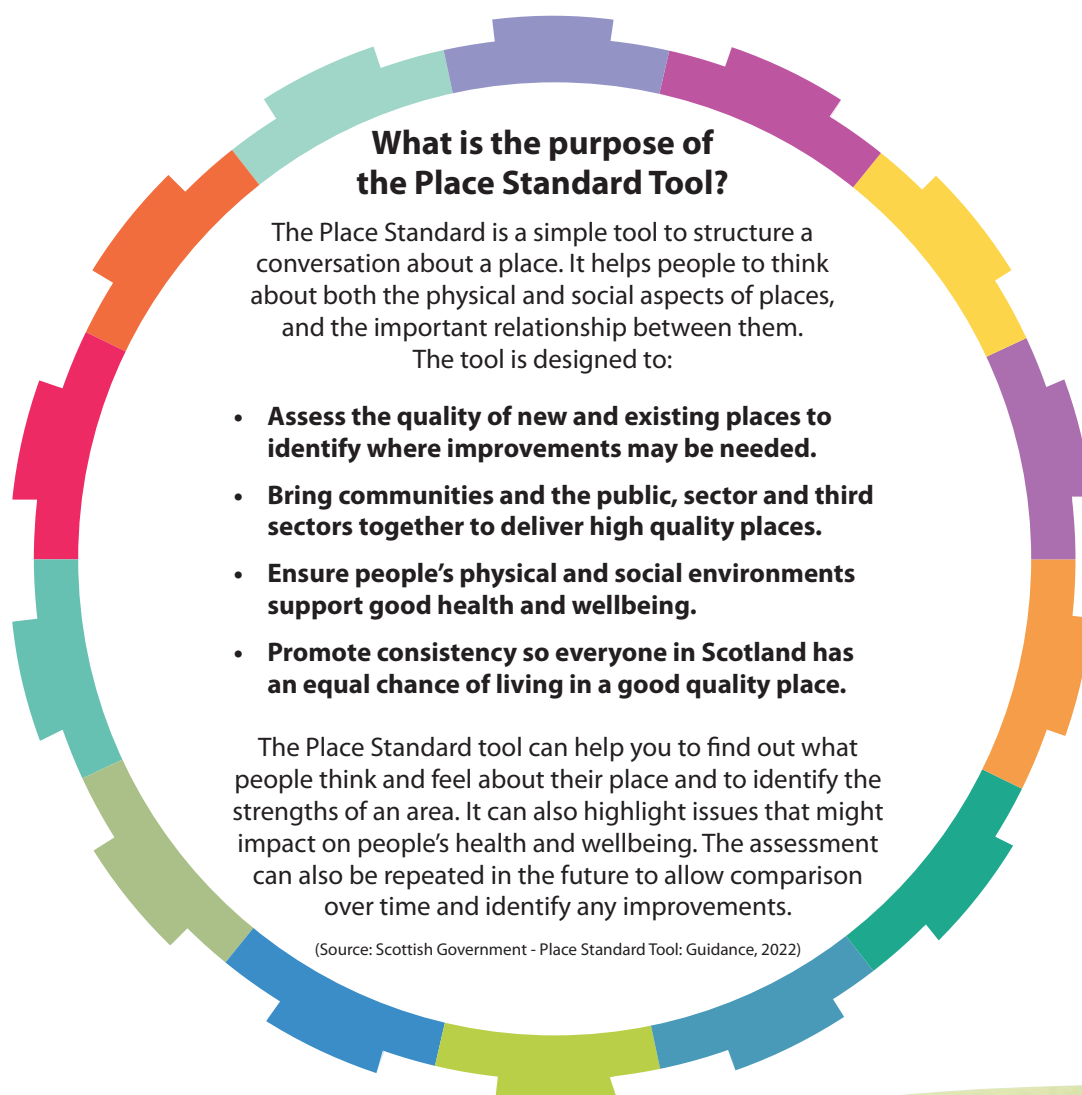 What is the purpose of
the Place Standard Tool?
The Place Standard is a simple tool to structure a
conversation about a place. It helps people to think
about both the physical and social aspects of places,
and the important relationship between them.
The tool is designed to:
• Assess the quality of new and existing places to
identify where improvements may be needed.
• Bring communities and the public, sector and third
sectors together to deliver high quality places.
• Ensure people’s physical and social environments
support good health and wellbeing.
• Promote consistency so everyone in Scotland has
an equal chance of living in a good quality place.
The Place Standard tool can help you to find out what
people think and feel about their place and to identify the
strengths of an area. It can also highlight issues that might
impact on people’s health and wellbeing. The assessment
can also be repeated in the future to allow comparison
over time and identify any improvements.
(Source: Scottish Government - Place Standard Tool: Guidance, 2022)